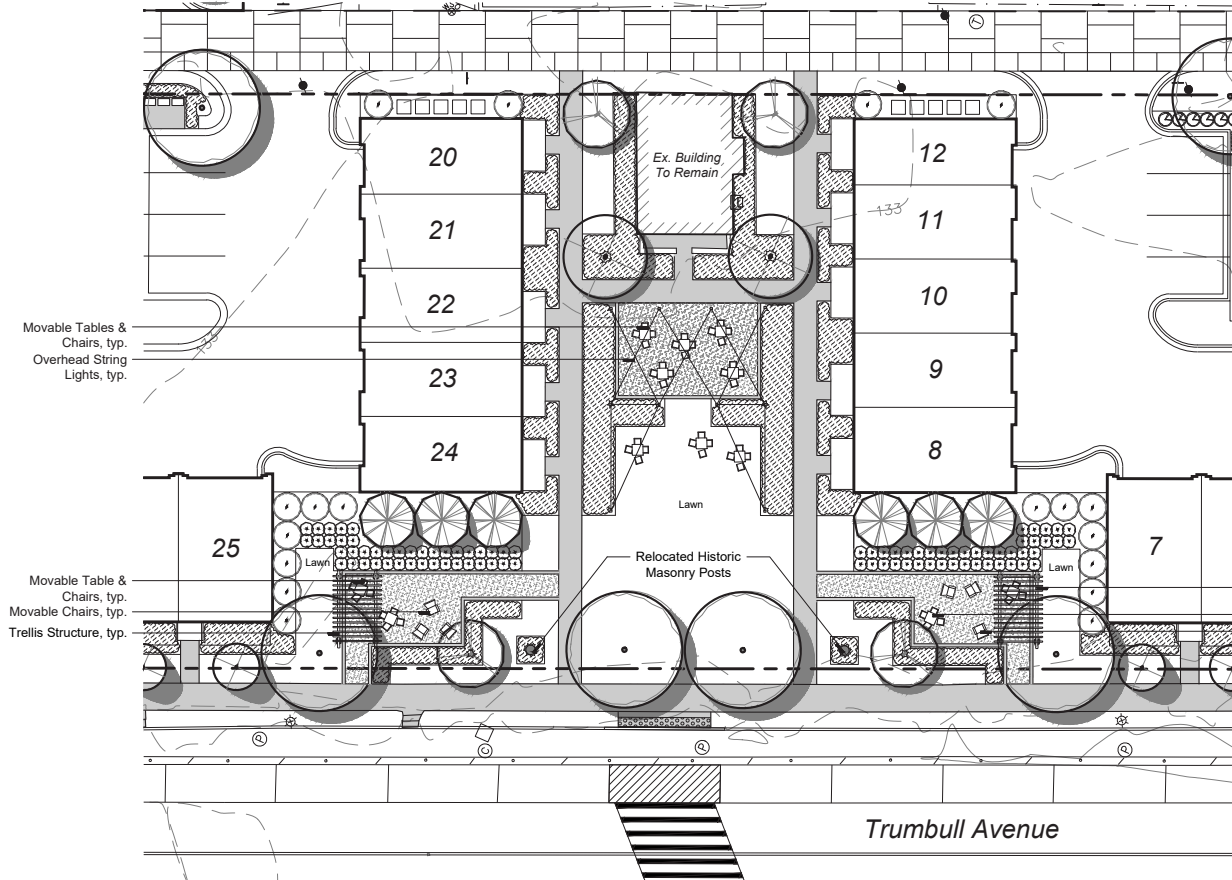 T
20
Ex. Building
To Remain
12
133
21
11
22
10
Movable Tables &
Chairs, typ.
Overhead String
Lights, typ.
133
23
9
24
8
Lawn
25
7
Lawn
Lawn
Relocated Historic
Masonry Posts
Movable Table &
Chairs, typ.
Movable Chairs, typ.
Trellis Structure, typ.
P
C
P
P
Trumbull Avenue